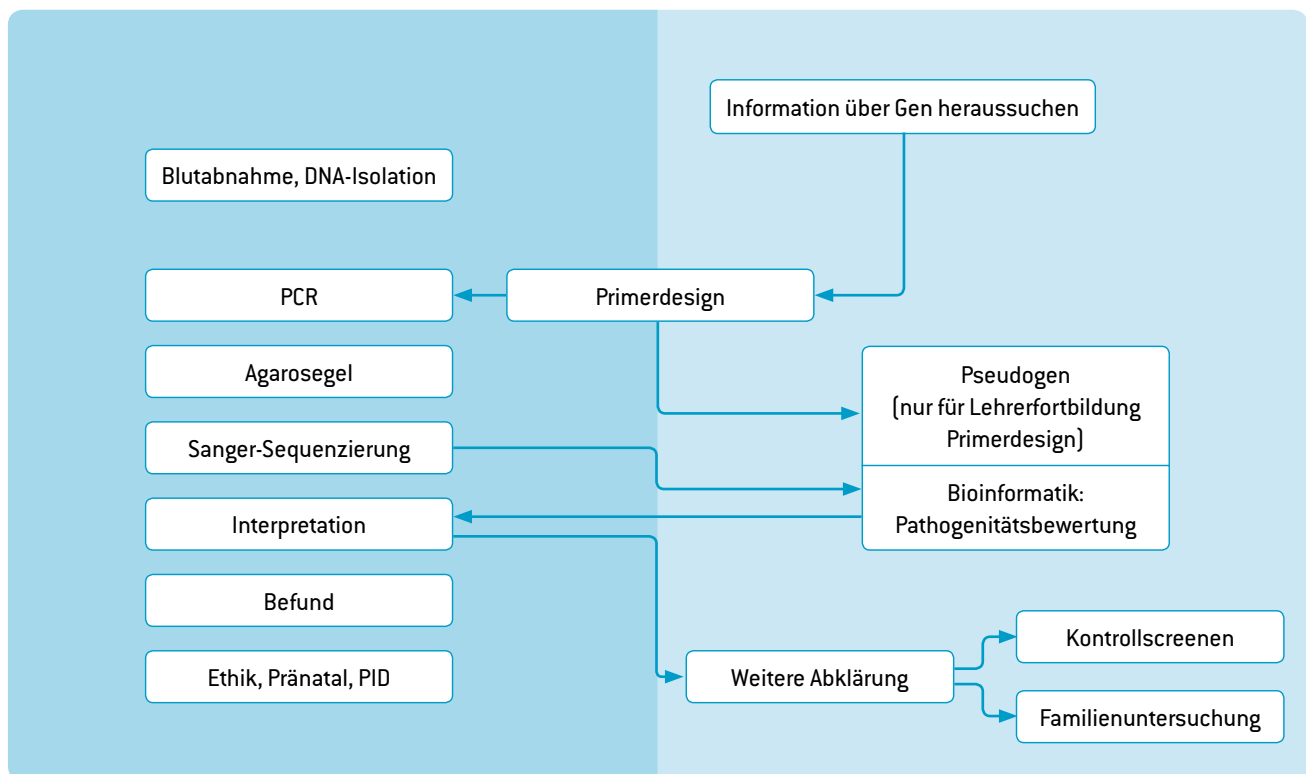 Information über Gen heraussuchen
Blutabnahme, DNA-Isolation
PCR
Primerdesign
Agarosegel
Pseudogen
(nur für Lehrerfortbildung
Primerdesign)
Sanger-Sequenzierung
Bioinformatik:
Pathogenitätsbewertung
Interpretation
Befund
Kontrollscreenen
Ethik, Pränatal, PID
Weitere Abklärung
Familienuntersuchung